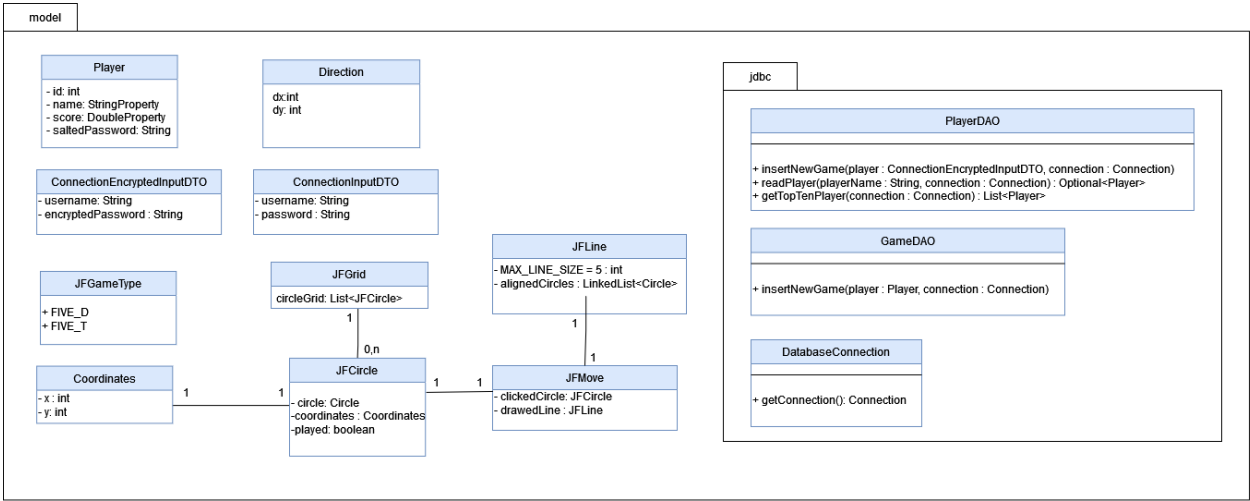 model
Player
- id: int
- name: StringProperty
- score: DoubleProperty
- saltedPassword: String
Direction
dx:int
dy: int
ConnectionEncryptedInputDTO
- username: String
- encryptedPassword : String
ConnectionInputDTO
- username: String
- password : String
JFGameType
+ FIVE_D
+ FIVE_T
JFGrid
circleGrid: List<JFCircle>
1
0,n
JFLine
- MAX_LINE_SIZE = 5 : int
- alignedCircles : LinkedList<Circle>
1
1
Coordinates
- x : int
- y: int
1
1
JFCircle
- circle: Circle
-coordinates : Coordinates
-played: boolean
1
1
JFMove
- clickedCircle: JFCircle
- drawedLine : JFLine
jdbc
PlayerDAO
+ insertNewGame(player : ConnectionEncryptedInputDTO, connection : Connection)
+ readPlayer(playerName : String, connection : Connection) : Optional<Player>
+ getTopTenPlayer(connection : Connection) : List<Player>
GameDAO
+ insertNewGame(player : Player, connection : Connection)
DatabaseConnection
+ getConnection(): Connection